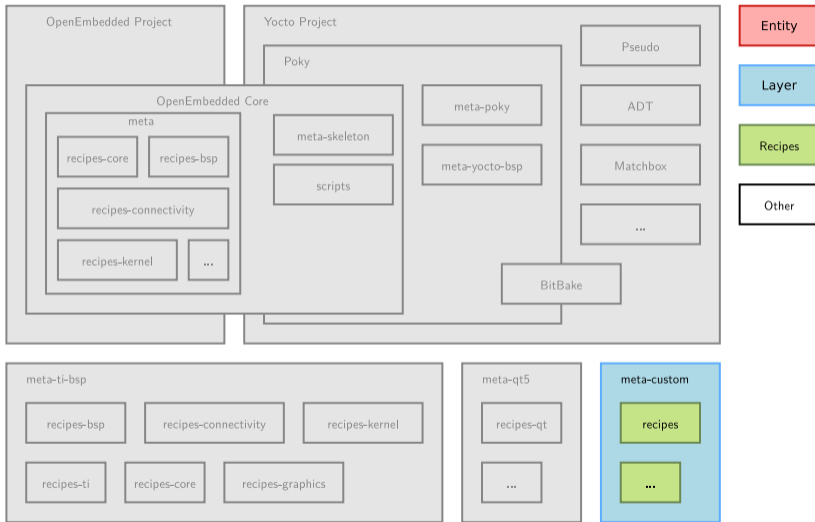 OpenEmbedded Project
Yocto Project
Entity
Poky
Pseudo
Layer
OpenEmbedded Core
meta
meta-skeleton
meta-poky
ADT
recipes-core
recipes-bsp
Recipes
scripts
meta-yocto-bsp
Matchbox
recipes-connectivity
Other
...
recipes-kernel
...
BitBake
meta-ti-bsp
meta-qt5
meta-custom
recipes-bsp
recipes-connectivity
recipes-kernel
recipes-qt
recipes
recipes-ti
recipes-core
recipes-graphics
...
...